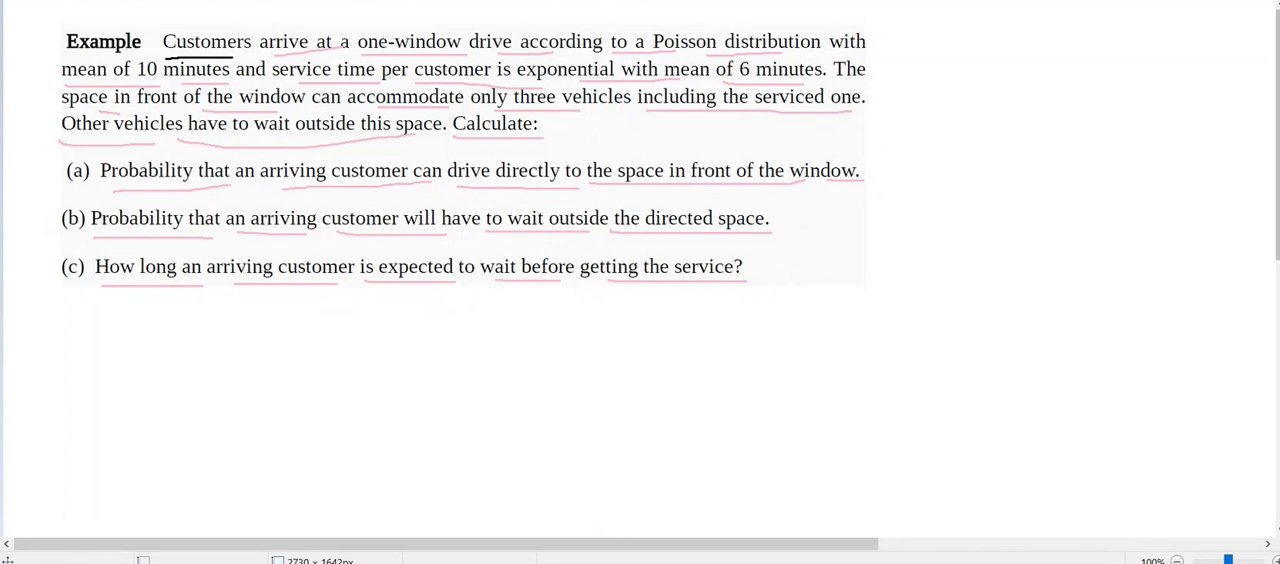 Example Customers arrive at a one-window drive according to a Poisson distribution with
mean of 10 minutes and service time per customer is exponential with mean of 6 minutes. The
space in front of the window can accommodate only three vehicles including the serviced one.
Other vehicles have to wait outside this space. Calculate:
(a) Probability that an arriving customer can drive directly to the space in front of the window.
(b) Probability that an arriving customer will have to wait outside the directed space.
(c) How long an arriving customer is expected to wait before getting the service?
2730 × 1642px
100%